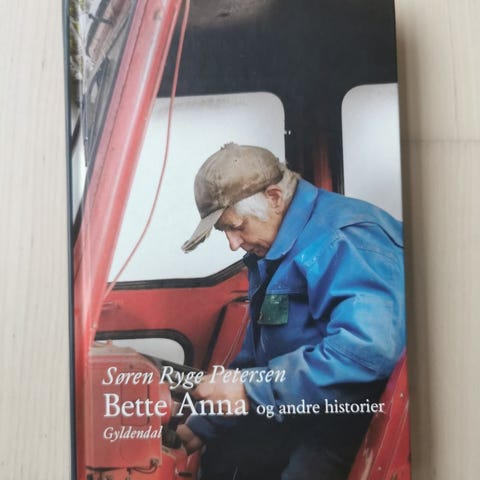 Søren Ryge Petersen
Bette Anna og andre historier
Gyldendal